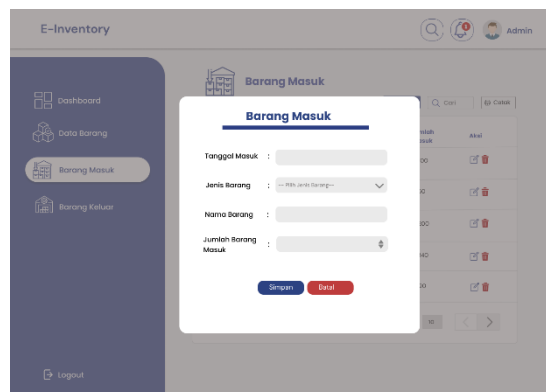 E-Inventory
Admin
Dashboard
Data Barang
Barang Masuk
Barang Keluar
Logout
Barang Masuk
Cari
Cetak
Aksi
Barang Masuk
Tanggal Masuk :
Jenis Barang : -- Pilih Jenis Barang--
Nama Barang :
Jumlah Barang
Masuk :
Simpan Batal
10